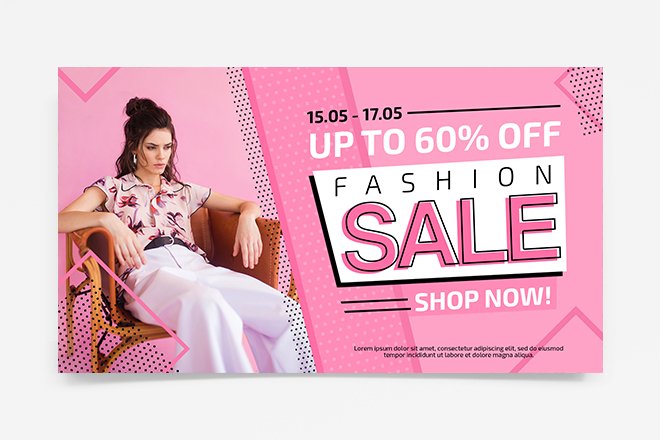 15.05 - 17.05
UP TO 60% OFF
FASHION
SALE
SHOP NOW!
Lorem ipsum dolor sit amet, consectetur adipiscing elit, sed do eiusmod
tempor incididunt ut labore et dolore magna aliqua.